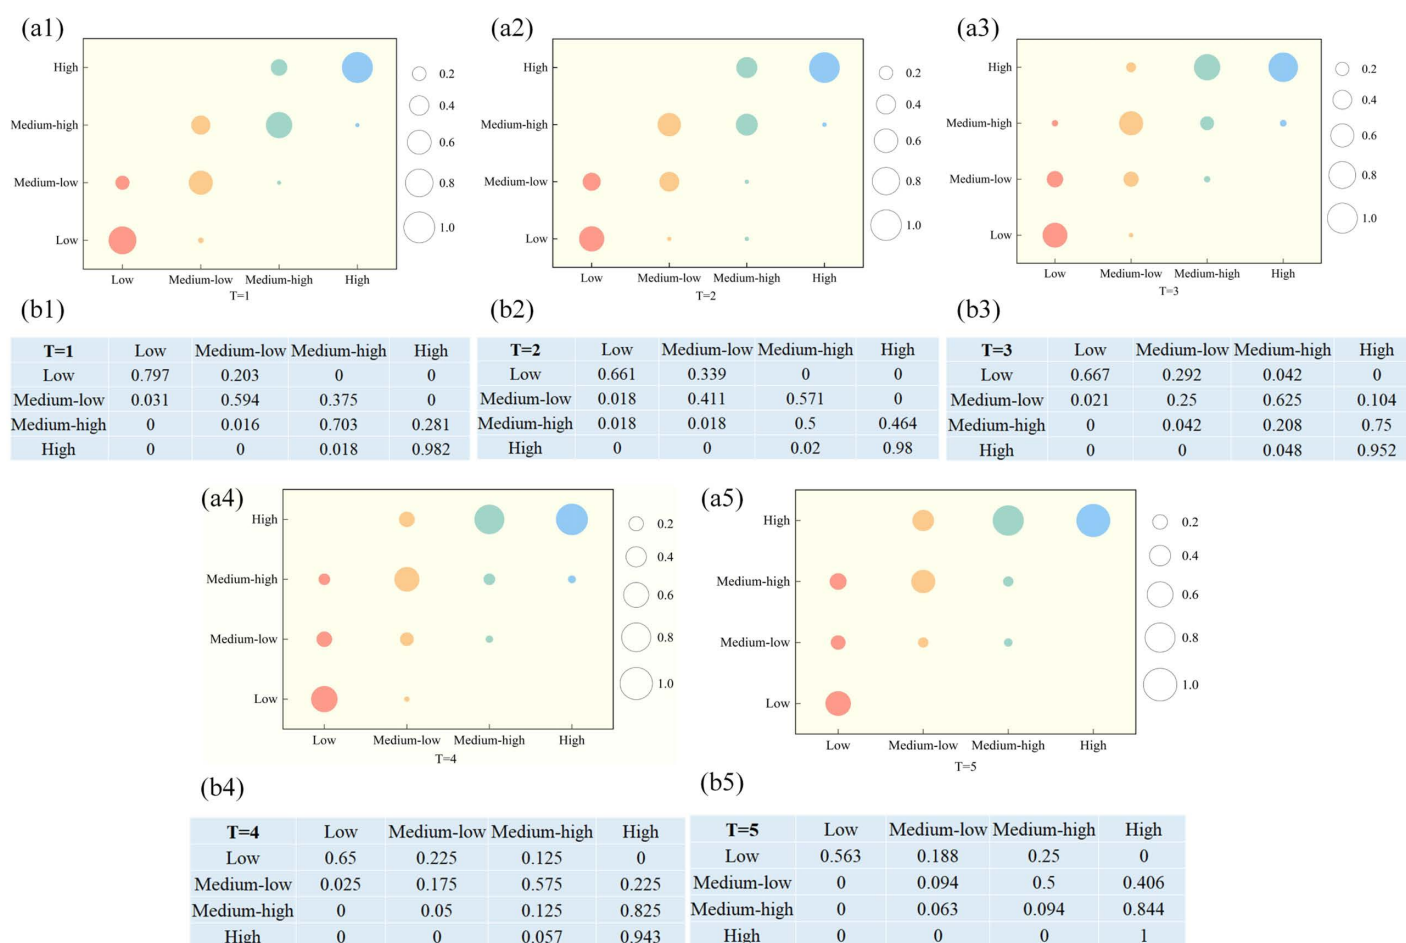 (a1)
High
Medium-high
Medium-low
Low
Low Medium-low Medium-high High
T=1
0.2
0.4
0.6
0.8
1.0
(a2)
High
Medium-high
Medium-low
Low
Low Medium-low Medium-high High
T=2
0.2
0.4
0.6
0.8
1.0
(a3)
High
Medium-high
Medium-low
Low
Low Medium-low Medium-high High
T=3
0.2
0.4
0.6
0.8
1.0
(b1)
T=1 Low Medium-low Medium-high High
Low 0.797 0.203 0 0
Medium-low 0.031 0.594 0.375 0
Medium-high 0 0.016 0.703 0.281
High 0 0 0.018 0.982
(b2)
T=2 Low Medium-low Medium-high High
Low 0.661 0.339 0 0
Medium-low 0.018 0.411 0.571 0
Medium-high 0.018 0.018 0.5 0.464
High 0 0 0.02 0.98
(b3)
T=3 Low Medium-low Medium-high High
Low 0.667 0.292 0.042 0
Medium-low 0.021 0.25 0.625 0.104
Medium-high 0 0.042 0.208 0.75
High 0 0 0.048 0.952
(a4)
High
Medium-high
Medium-low
Low
Low Medium-low Medium-high High
T=4
0.2
0.4
0.6
0.8
1.0
(a5)
High
Medium-high
Medium-low
Low
Low Medium-low Medium-high High
T=5
0.2
0.4
0.6
0.8
1.0
(b4)
T=4 Low Medium-low Medium-high High
Low 0.65 0.225 0.125 0
Medium-low 0.025 0.175 0.575 0.225
Medium-high 0 0.05 0.125 0.825
High 0 0 0.057 0.943
(b5)
T=5 Low Medium-low Medium-high High
Low 0.563 0.188 0.25 0
Medium-low 0 0.094 0.5 0.406
Medium-high 0 0.063 0.094 0.844
High 0 0 0 1